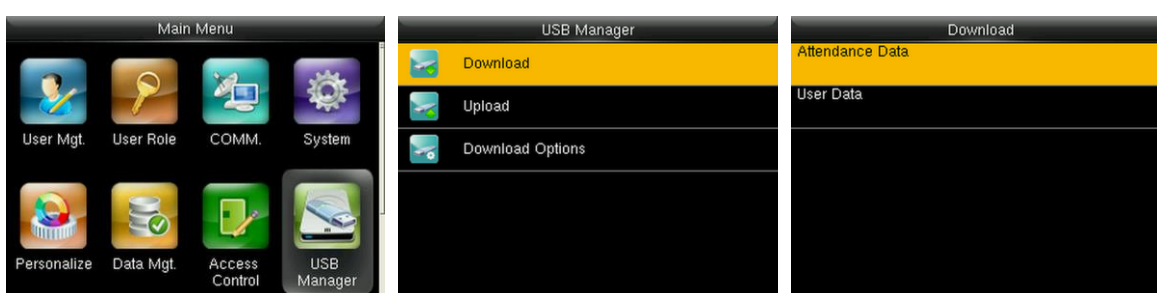 Main Menu
User Mgt.
User Role
COMM.
System
Personalize
Data Mgt.
Access
Control
USB
Manager
USB Manager
Download
Upload
Download Options
Download
Attendance Data
User Data